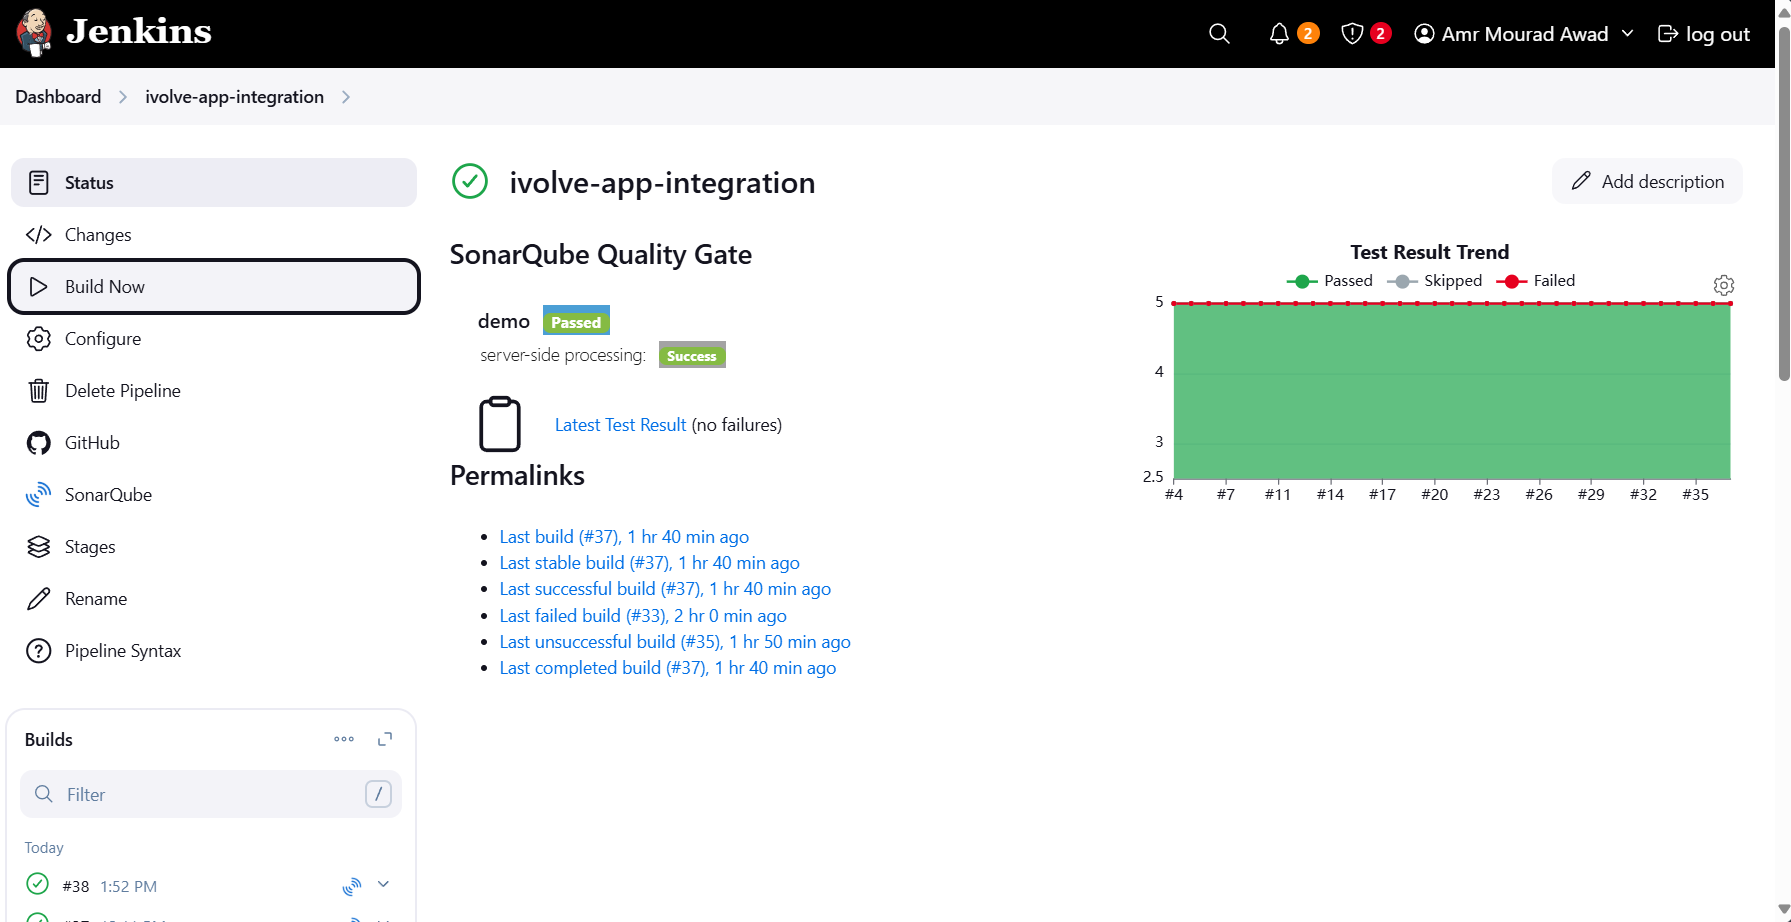 Jenkins
2
2
Amr Mourad Awad
log out
Dashboard
ivolve-app-integration
Status
Changes
Build Now
Configure
Delete Pipeline
GitHub
SonarQube
Stages
Rename
Pipeline Syntax
Builds
Filter
/
Today
#38 1:52 PM
ivolve-app-integration
Add description
SonarQube Quality Gate
demo Passed
server-side processing: Success
Latest Test Result (no failures)
Permalinks
Last build (#37), 1 hr 40 min ago
Last stable build (#37), 1 hr 40 min ago
Last successful build (#37), 1 hr 40 min ago
Last failed build (#33), 2 hr 0 min ago
Last unsuccessful build (#35), 1 hr 50 min ago
Last completed build (#37), 1 hr 40 min ago
Test Result Trend
Passed Skipped Failed
5
4
3
2.5
#4 #7 #11 #14 #17 #20 #23 #26 #29 #32 #35